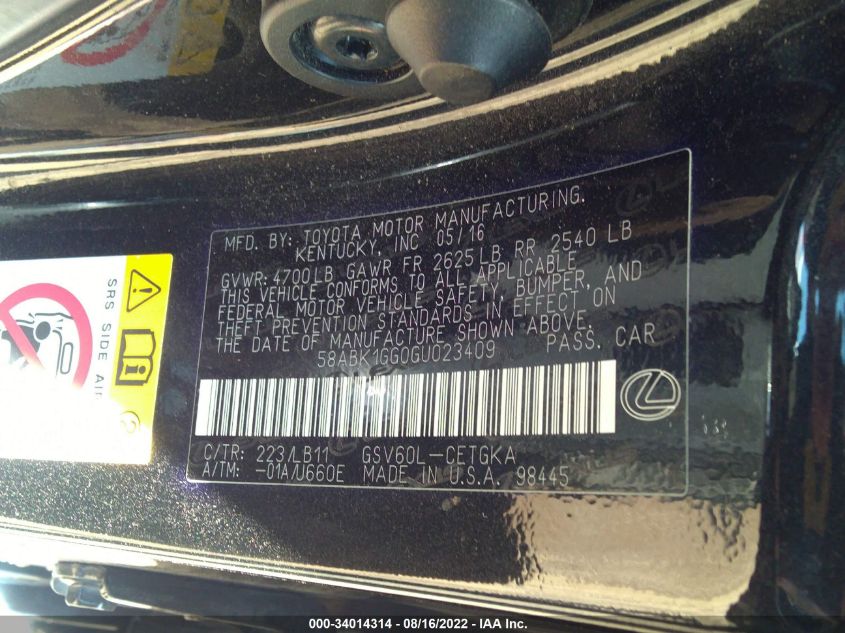 MFD. BY: TOYOTA MOTOR MANUFACTURING.
KENTUCKY, INC 05/16
GVWR: 4700LB GAWR FR 2625LB RR 2540 LB
THIS VEHICLE CONFORMS TO ALL APPLICABLE
FEDERAL MOTOR VEHICLE SAFETY, BUMPER, AND
THEFT PREVENTION STANDARDS IN EFFECT ON
THE DATE OF MANUFACTURE SHOWN ABOVE.
58ABK1GG0GU023409 PASS. CAR
C/TR: 223/LB11 GSV60L-CETGKA
A/TM: -01A/U660E MADE IN U.S.A. 98445
SRS SIDE AIR
000-34014314 - 08/16/2022 - IAA Inc.